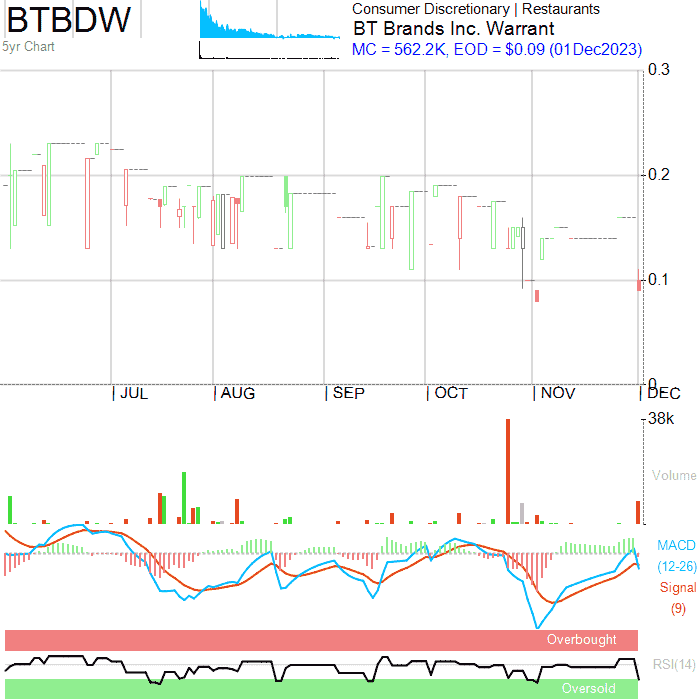 BTBDW
5yr Chart
Consumer Discretionary | Restaurants
BT Brands Inc. Warrant
MC = 562.2K, EOD = $0.09 (01Dec2023)
0.3
0.2
0.1
0
| JUL
| AUG
| SEP
| OCT
| NOV
| DEC
38k
Volume
MACD
(12-26)
Signal
(9)
Overbought
RSI(14)
Oversold